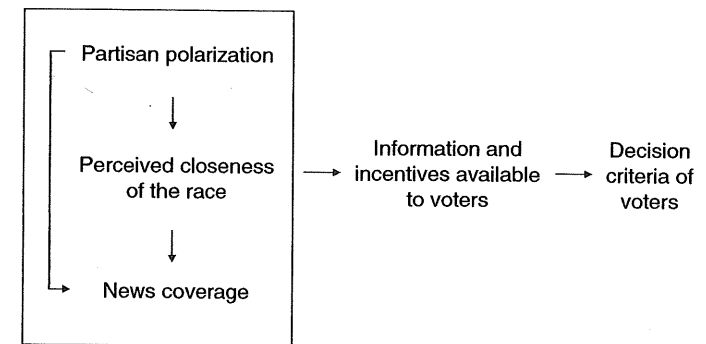 Partisan polarization
Perceived closeness
of the race
News coverage
Information and
incentives available
to voters
Decision
criteria of
voters